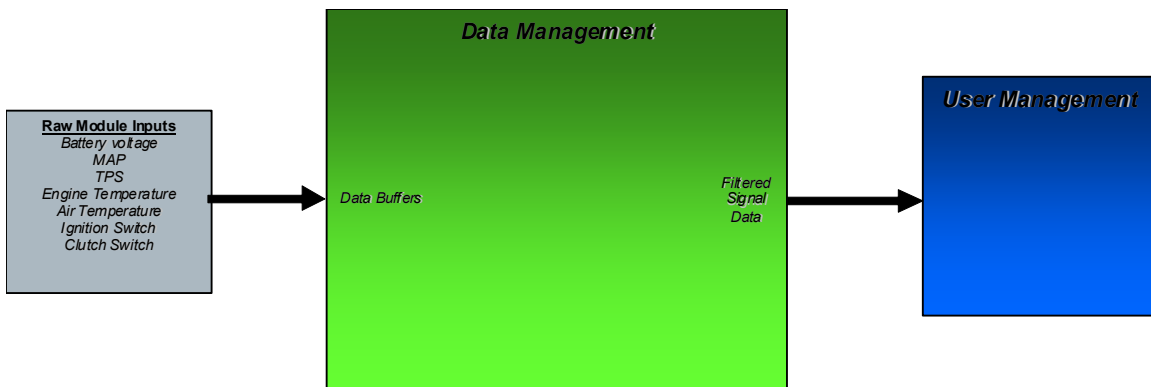 Data Management
User Management
Raw Module Inputs
Battery voltage
MAP
TPS
Engine Temperature
Air Temperature
Ignition Switch
Clutch Switch
Data Buffers
Filtered
Signal
Data